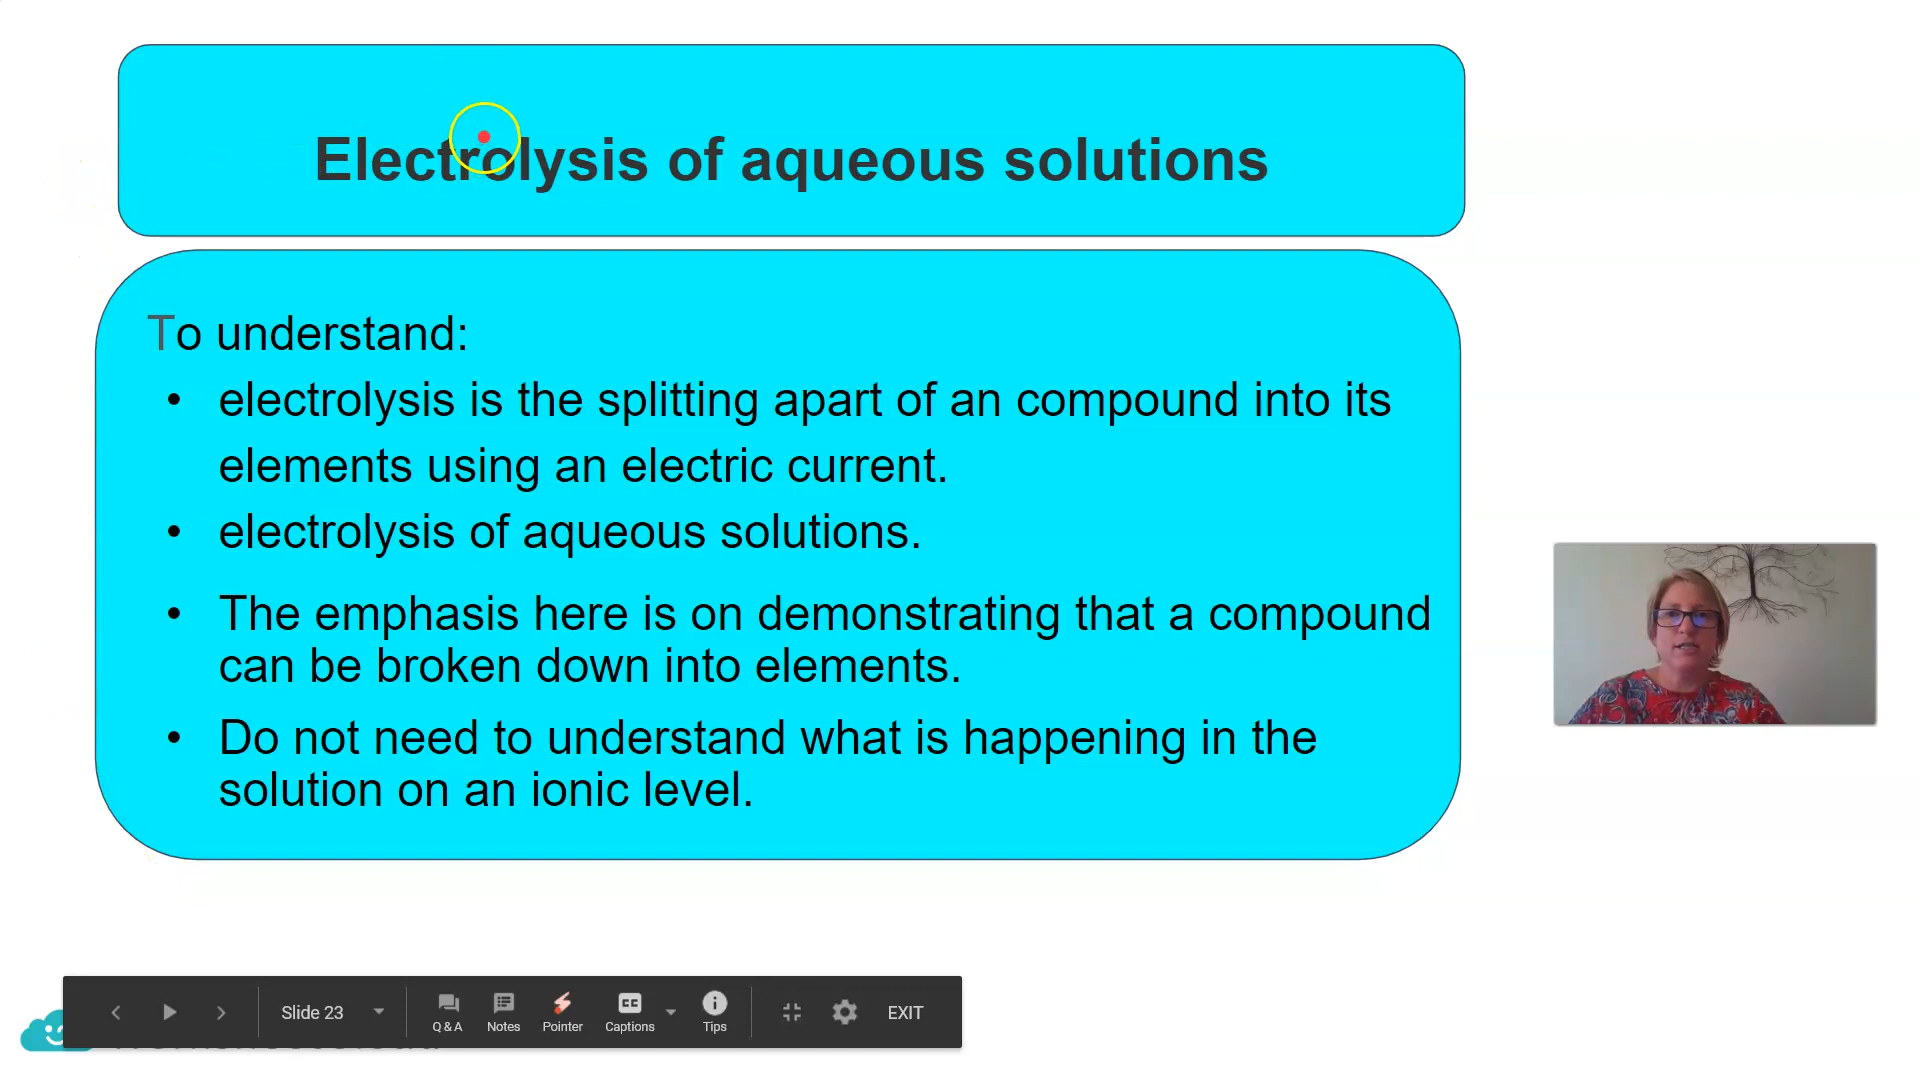 Electrolysis of aqueous solutions
To understand:
• electrolysis is the splitting apart of an compound into its
elements using an electric current.
• electrolysis of aqueous solutions.
• The emphasis here is on demonstrating that a compound
can be broken down into elements.
• Do not need to understand what is happening in the
solution on an ionic level.
Slide 23
Q & A
Notes
Pointer
CC
Captions
Tips
EXIT